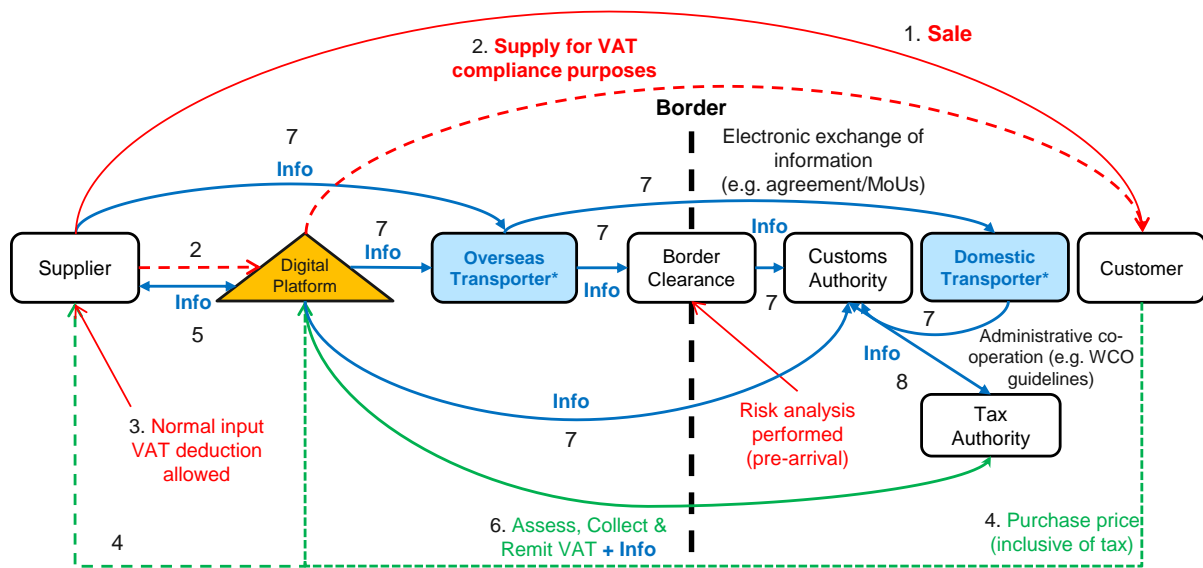 1. Sale
2. Supply for VAT
compliance purposes
Border
7
Info
Electronic exchange of
information
(e.g. agreement/MoUs)
7
7
Info
7
Info
7
Info
Supplier
2
Info
5
Digital
Platform
Overseas
Transporter*
Border
Clearance
Customs
Authority
Domestic
Transporter*
Customer
7
7
Info
8
Administrative co-
operation (e.g. WCO
guidelines)
Info
7
3. Normal input
VAT deduction
allowed
Risk analysis
performed
(pre-arrival)
Tax
Authority
4
6. Assess, Collect &
Remit VAT + Info
4. Purchase price
(inclusive of tax)